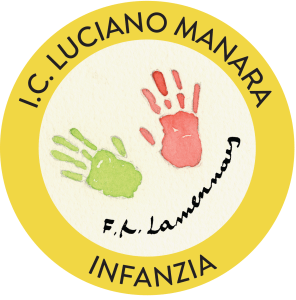 I.C. LUCIANO MANARA
F.R. Lamennais
INFANZIA